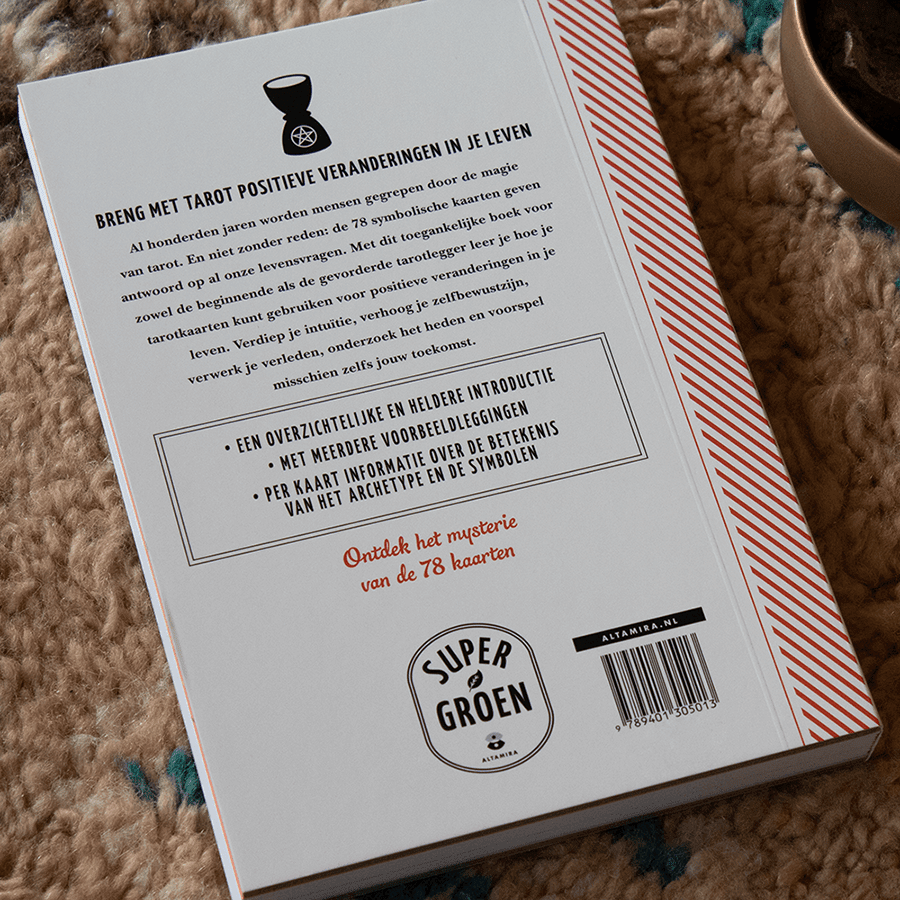 BRENG MET TAROT POSITIEVE VERANDERINGEN IN JE LEVEN
Al honderden jaren worden mensen gegrepen door de magie
van tarot. En niet zonder reden: de 78 symbolische kaarten geven
antwoord op al onze levensvragen. Met dit toegankelijke boek voor
zowel de beginnende als de gevorderde tarotlegger leer je hoe je
tarotkaarten kunt gebruiken voor positieve veranderingen in je
leven. Verdiep je intuïtie, verhoog je zelfbewustzijn,
verwerk je verleden, onderzoek het heden en voorspel
misschien zelfs jouw toekomst.
• EEN OVERZICHTELIJKE EN HELDERE INTRODUCTIE
• MET MEERDERE VOORBEELDLEGGINGEN
• PER KAART INFORMATIE OVER DE BETEKENIS
VAN HET ARCHETYPE EN DE SYMBOLEN
Ontdek het mysterie
van de 78 kaarten
SUPER
GROEN
ALTAMIRA
ALTAMIRA.NL
9 789401 305013